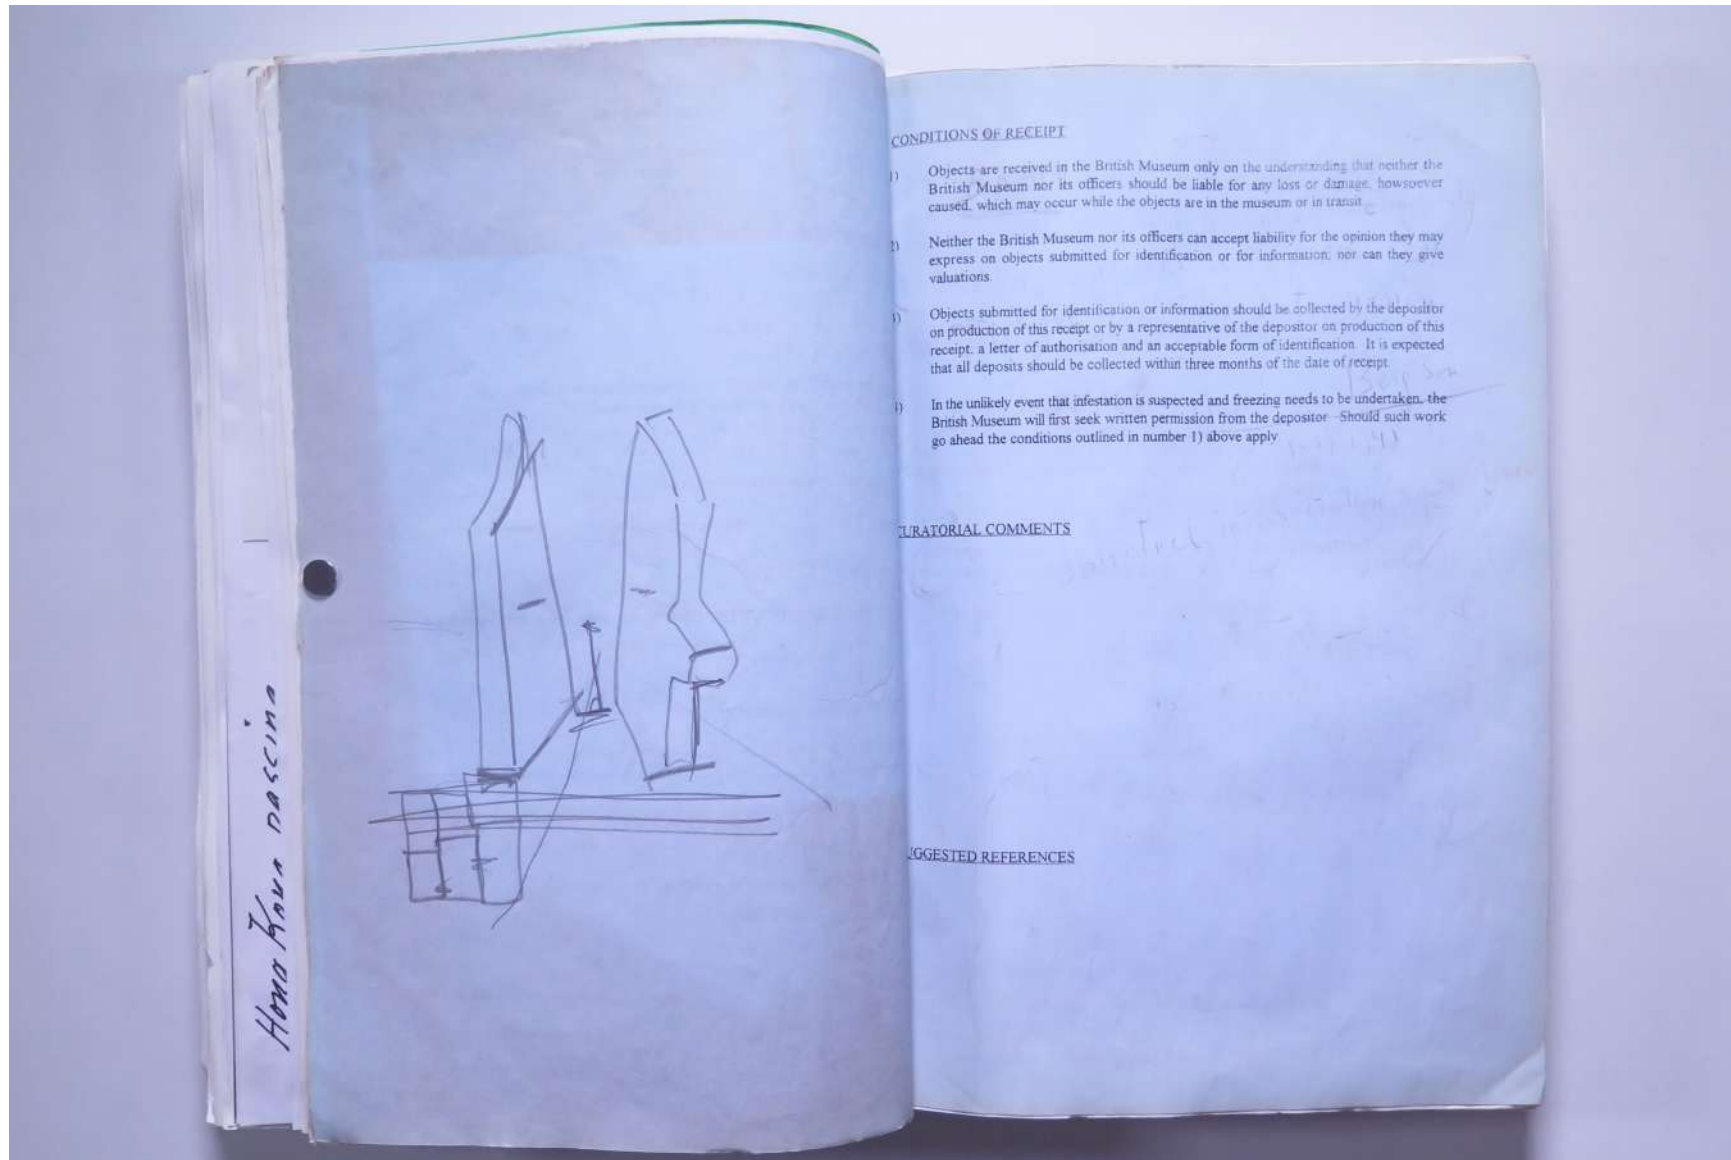 CONDITIONS OF RECEIPT
1) Objects are received in the British Museum only on the understanding that neither the
British Museum nor its officers should be liable for any loss or damage, howsoever
caused, which may occur while the objects are in the museum or in transit
2) Neither the British Museum nor its officers can accept liability for the opinion they may
express on objects submitted for identification or for information; nor can they give
valuations.
) Objects submitted for identification or information should be collected by the depositor
on production of this receipt or by a representative of the depositor on production of this
receipt, a letter of authorisation and an acceptable form of identification. It is expected
that all deposits should be collected within three months of the date of receipt.
) In the unlikely event that infestation is suspected and freezing needs to be undertaken, the
British Museum will first seek written permission from the depositor. Should such work
go ahead the conditions outlined in number 1) above apply
URATORIAL COMMENTS
GGESTED REFERENCES